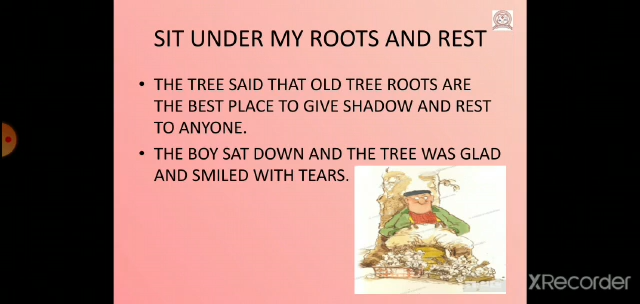 SIT UNDER MY ROOTS AND REST
• THE TREE SAID THAT OLD TREE ROOTS ARE
THE BEST PLACE TO GIVE SHADOW AND REST
TO ANYONE.
• THE BOY SAT DOWN AND THE TREE WAS GLAD
AND SMILED WITH TEARS.
XRecorder